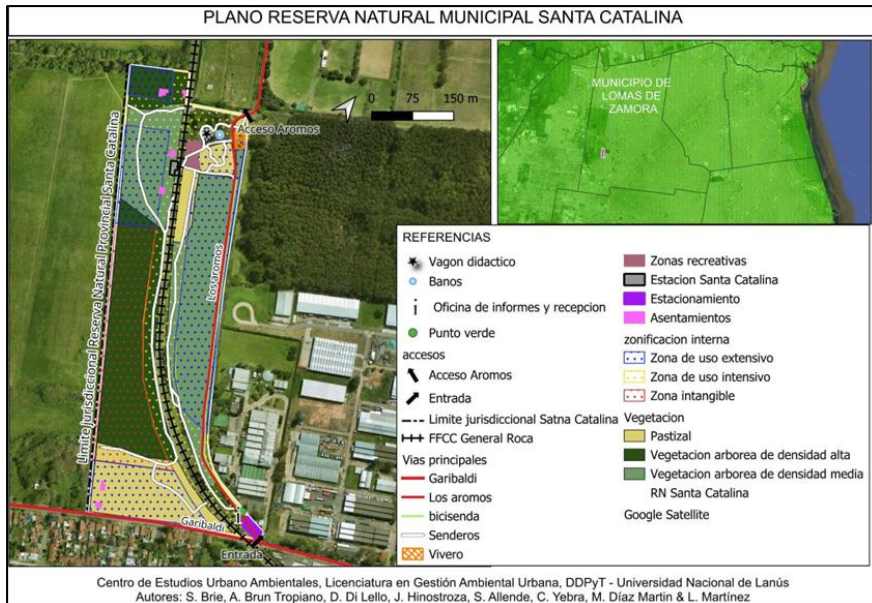 PLANO RESERVA NATURAL MUNICIPAL SANTA CATALINA
0 75 150 m
Acceso Aromos
Limite Jurisdiccional Reserva Natural Provincial Santa Catalina
Los aromos
Garibaldi
i
Entrada
MUNICIPIO DE
LOMAS DE
ZAMORA
i
REFERENCIAS
Vagon didactico
Banos
i Oficina de informes y recepcion
Punto verde
accesos
Acceso Aromos
Entrada
Limite jurisdiccional Satna Catalina
FFCC General Roca
Vias principales
Garibaldi
Los aromos
bicisenda
Senderos
Vivero
Zonas recreativas
Estacion Santa Catalina
Estacionamiento
Asentamientos
zonificacion interna
Zona de uso extensivo
Zona de uso intensivo
Zona intangible
Vegetacion
Pastizal
Vegetacion arborea de densidad alta
Vegetacion arborea de densidad media
RN Santa Catalina
Google Satellite
Centro de Estudios Urbano Ambientales, Licenciatura en Gestión Ambiental Urbana, DDPyT - Universidad Nacional de Lanús
Autores: S. Brie, A. Brun Tropiano, D. Di Lello, J. Hinostroza, S. Allende, C. Yebra, M. Díaz Martin & L. Martínez